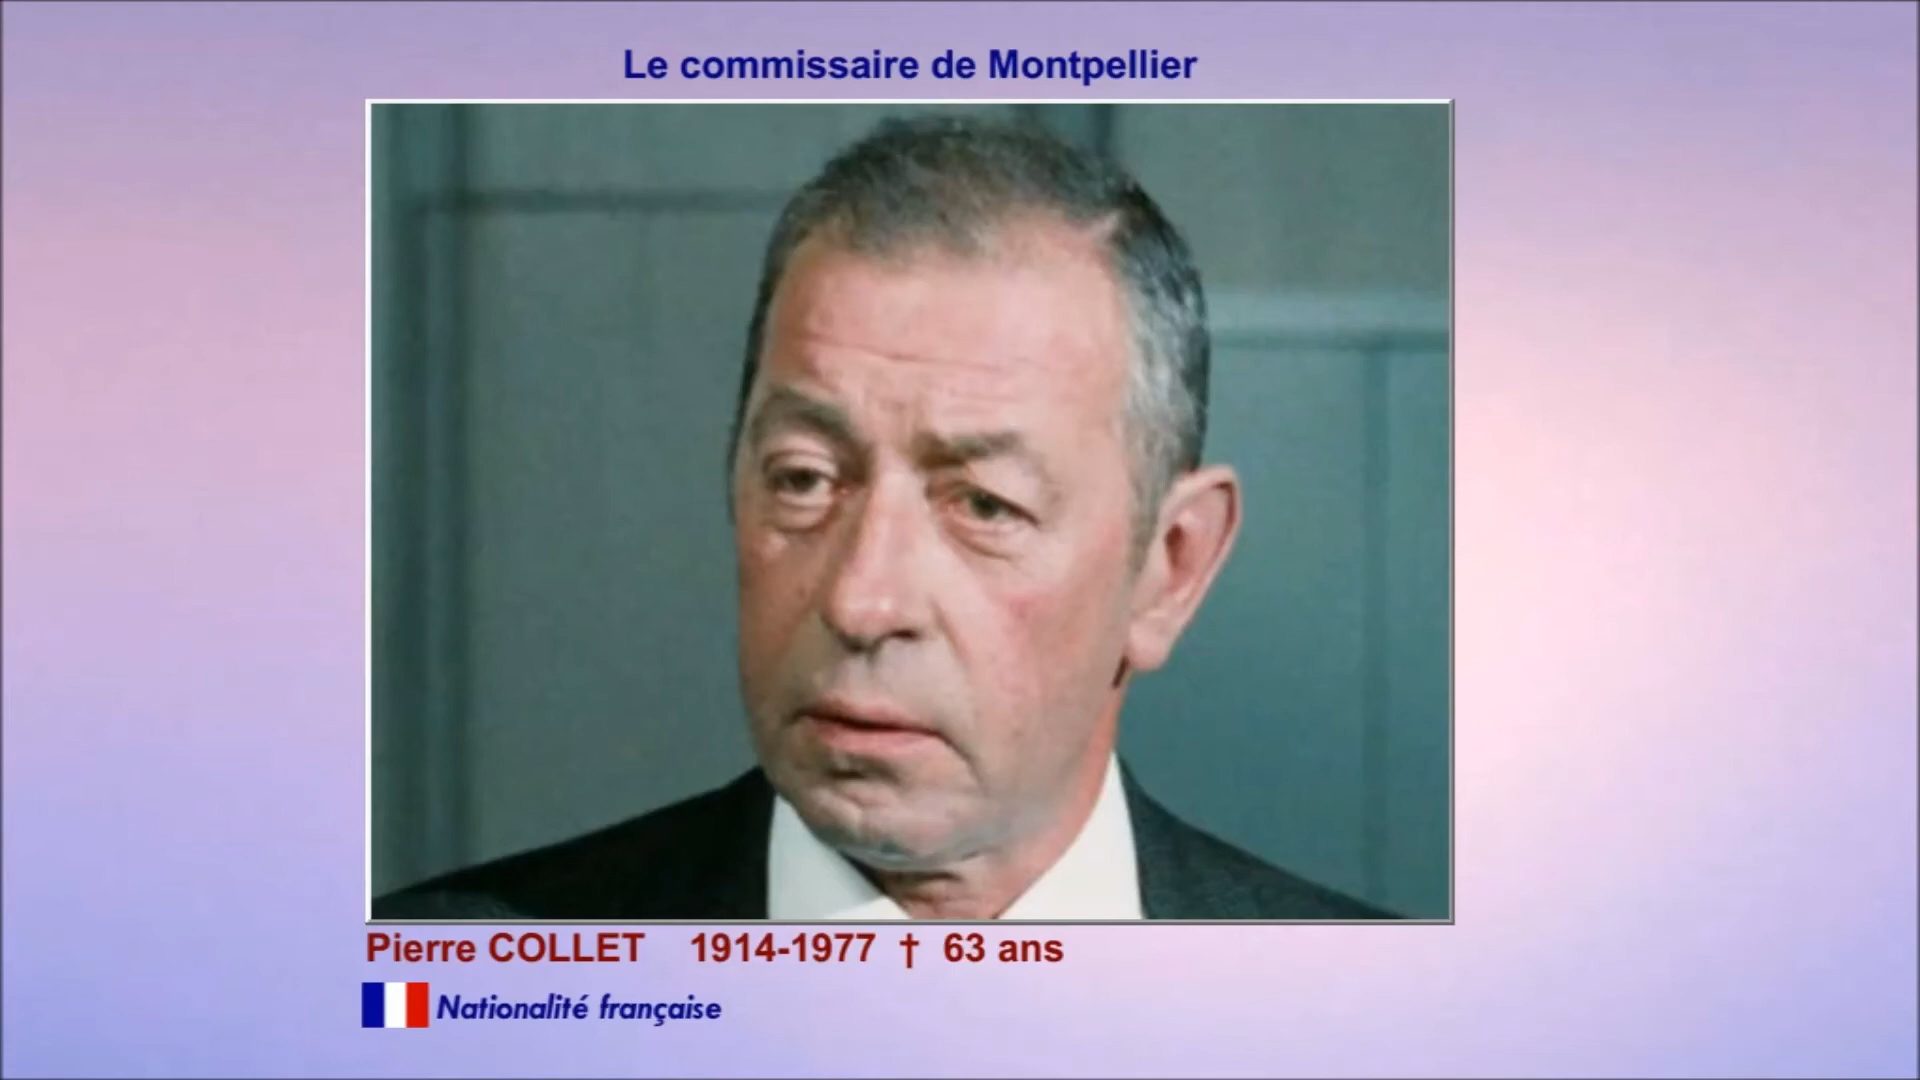 Le commissaire de Montpellier
Pierre COLLET 1914-1977 † 63 ans
Nationalité française